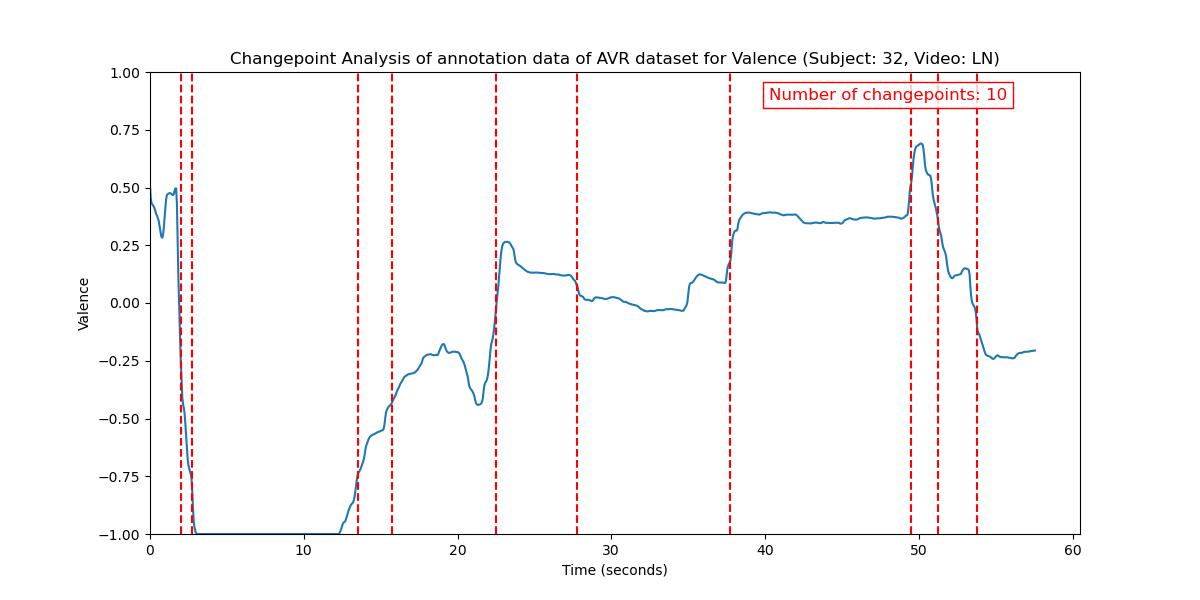 Changepoint Analysis of annotation data of AVR dataset for Valence (Subject: 32, Video: LN)
Number of changepoints: 10
Valence
1.00
0.75
0.50
0.25
0.00
−0.25
−0.50
−0.75
−1.00
0 10 20 30 40 50 60
Time (seconds)